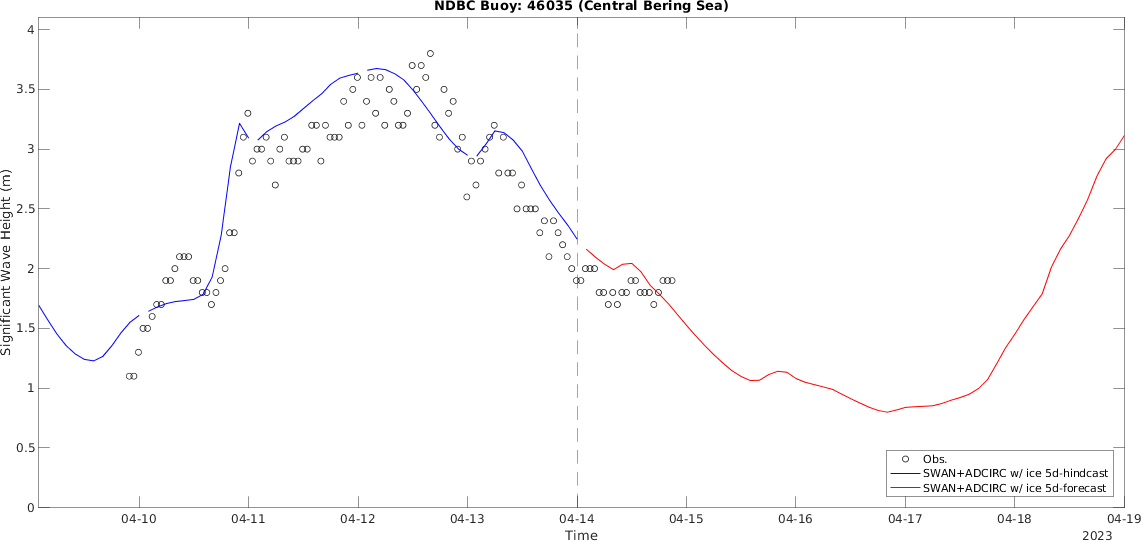 NDBC Buoy: 46035 (Central Bering Sea)
4
3.5
3
2.5
2
1.5
1
0.5
0
Significant Wave Height (m)
Obs.
SWAN+ADCIRC w/ ice 5d-hindcast
SWAN+ADCIRC w/ ice 5d-forecast
04-10 04-11 04-12 04-13 04-14 04-15 04-16 04-17 04-18 04-19
Time
2023